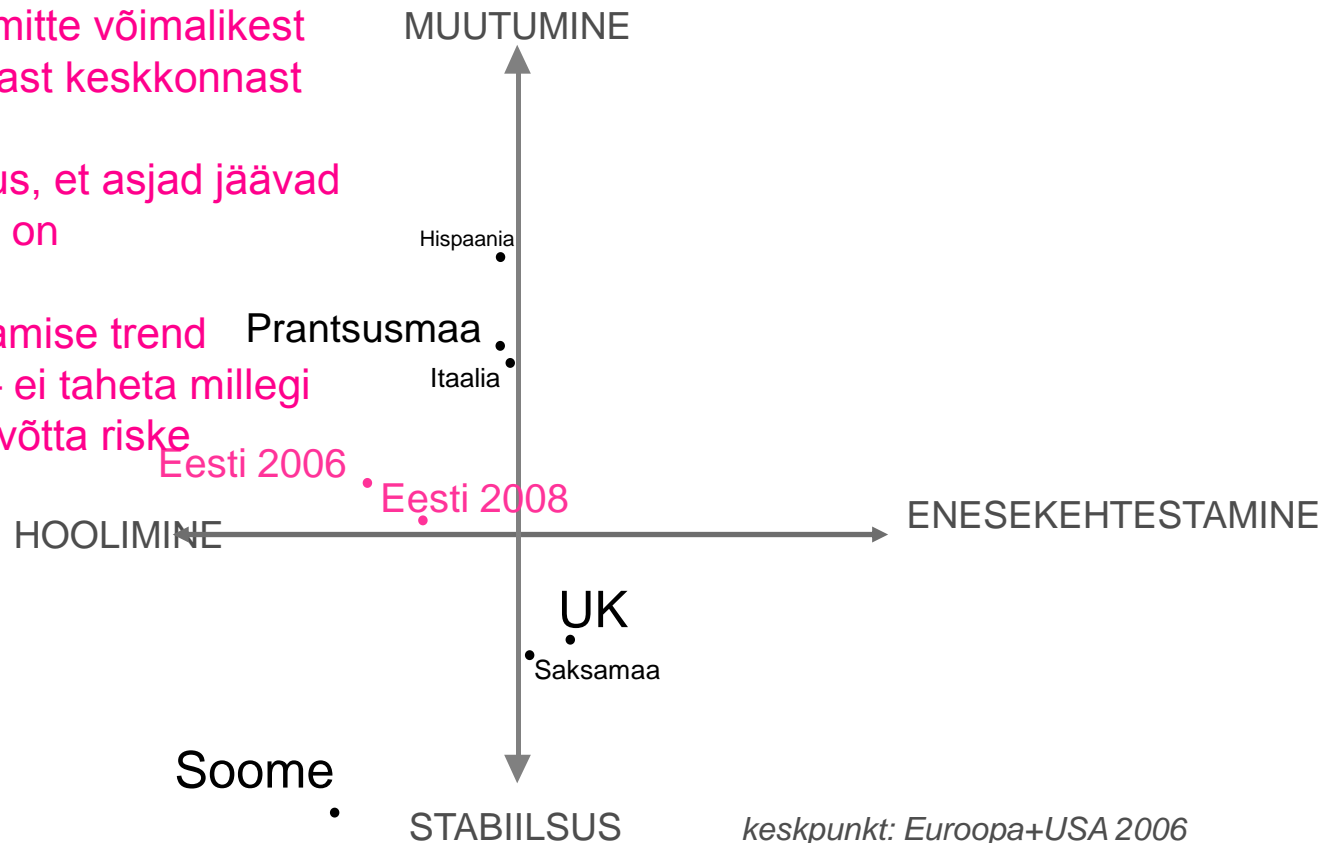 mitte võimalikest
ast keskkonnast
us, et asjad jäävad
on
amise trend
- ei taheta millegi
võtta riske
MUUTUMINE
Hispaania
Prantsusmaa
Itaalia
Eesti 2006
Eesti 2008
HOOLIMINE
ENESEKEHTESTAMINE
UK
Saksamaa
Soome
STABIILSUS
keskpunkt: Euroopa+USA 2006